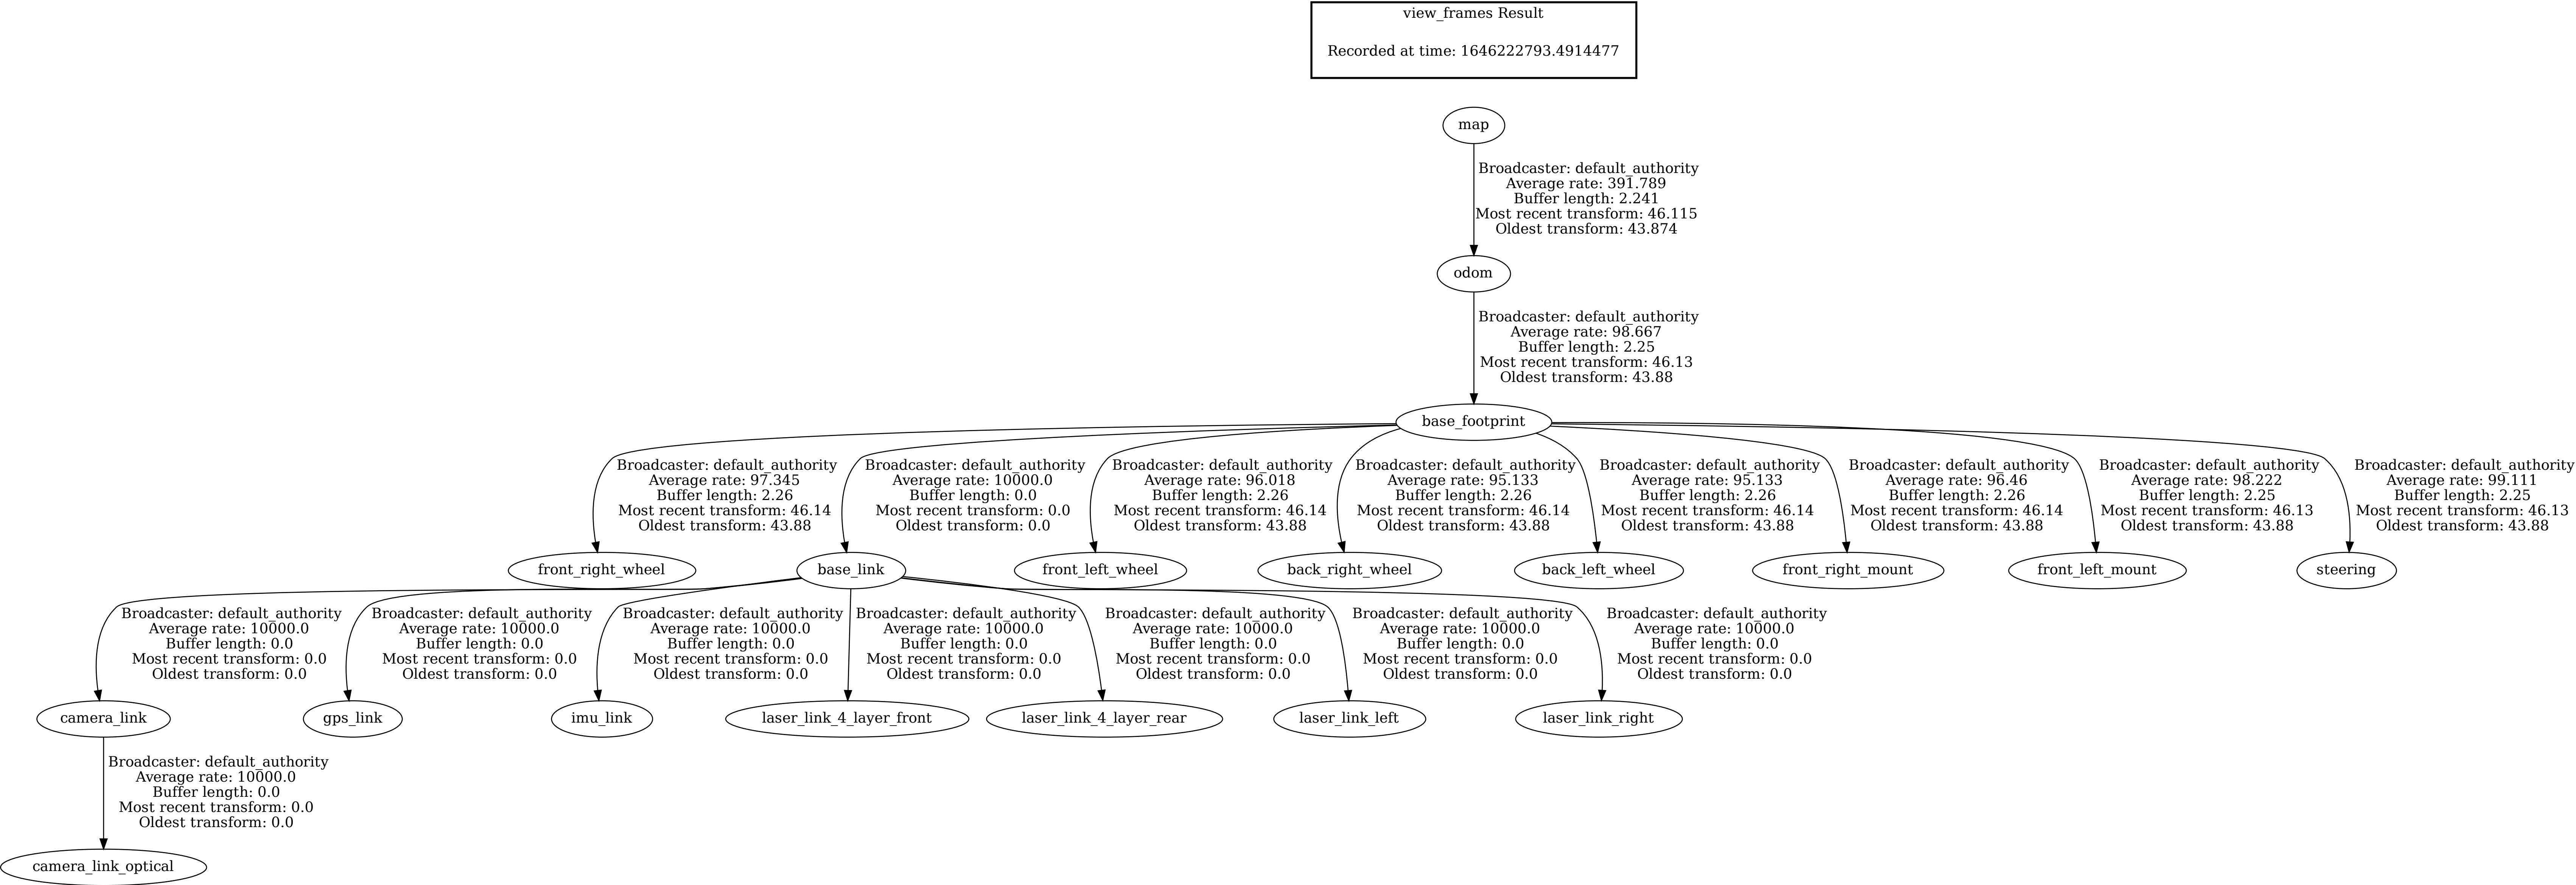 view_frames Result
Recorded at time: 1646222793.4914477
map
Broadcaster: default_authority
Average rate: 391.789
Buffer length: 2.241
Most recent transform: 46.115
Oldest transform: 43.874
odom
Broadcaster: default_authority
Average rate: 98.667
Buffer length: 2.25
Most recent transform: 46.13
Oldest transform: 43.88
base_footprint
Broadcaster: default_authority
Average rate: 97.345
Buffer length: 2.26
Most recent transform: 46.14
Oldest transform: 43.88
Broadcaster: default_authority
Average rate: 10000.0
Buffer length: 0.0
Most recent transform: 0.0
Oldest transform: 0.0
Broadcaster: default_authority
Average rate: 96.018
Buffer length: 2.26
Most recent transform: 46.14
Oldest transform: 43.88
Broadcaster: default_authority
Average rate: 95.133
Buffer length: 2.26
Most recent transform: 46.14
Oldest transform: 43.88
Broadcaster: default_authority
Average rate: 95.133
Buffer length: 2.26
Most recent transform: 46.14
Oldest transform: 43.88
Broadcaster: default_authority
Average rate: 96.46
Buffer length: 2.26
Most recent transform: 46.14
Oldest transform: 43.88
Broadcaster: default_authority
Average rate: 98.222
Buffer length: 2.25
Most recent transform: 46.13
Oldest transform: 43.88
Broadcaster: default_authority
Average rate: 99.111
Buffer length: 2.25
Most recent transform: 46.13
Oldest transform: 43.88
front_right_wheel
base_link
front_left_wheel
back_right_wheel
back_left_wheel
front_right_mount
front_left_mount
steering
Broadcaster: default_authority
Average rate: 10000.0
Buffer length: 0.0
Most recent transform: 0.0
Oldest transform: 0.0
Broadcaster: default_authority
Average rate: 10000.0
Buffer length: 0.0
Most recent transform: 0.0
Oldest transform: 0.0
Broadcaster: default_authority
Average rate: 10000.0
Buffer length: 0.0
Most recent transform: 0.0
Oldest transform: 0.0
Broadcaster: default_authority
Average rate: 10000.0
Buffer length: 0.0
Most recent transform: 0.0
Oldest transform: 0.0
Broadcaster: default_authority
Average rate: 10000.0
Buffer length: 0.0
Most recent transform: 0.0
Oldest transform: 0.0
Broadcaster: default_authority
Average rate: 10000.0
Buffer length: 0.0
Most recent transform: 0.0
Oldest transform: 0.0
Broadcaster: default_authority
Average rate: 10000.0
Buffer length: 0.0
Most recent transform: 0.0
Oldest transform: 0.0
camera_link
gps_link
imu_link
laser_link_4_layer_front
laser_link_4_layer_rear
laser_link_left
laser_link_right
Broadcaster: default_authority
Average rate: 10000.0
Buffer length: 0.0
Most recent transform: 0.0
Oldest transform: 0.0
camera_link_optical